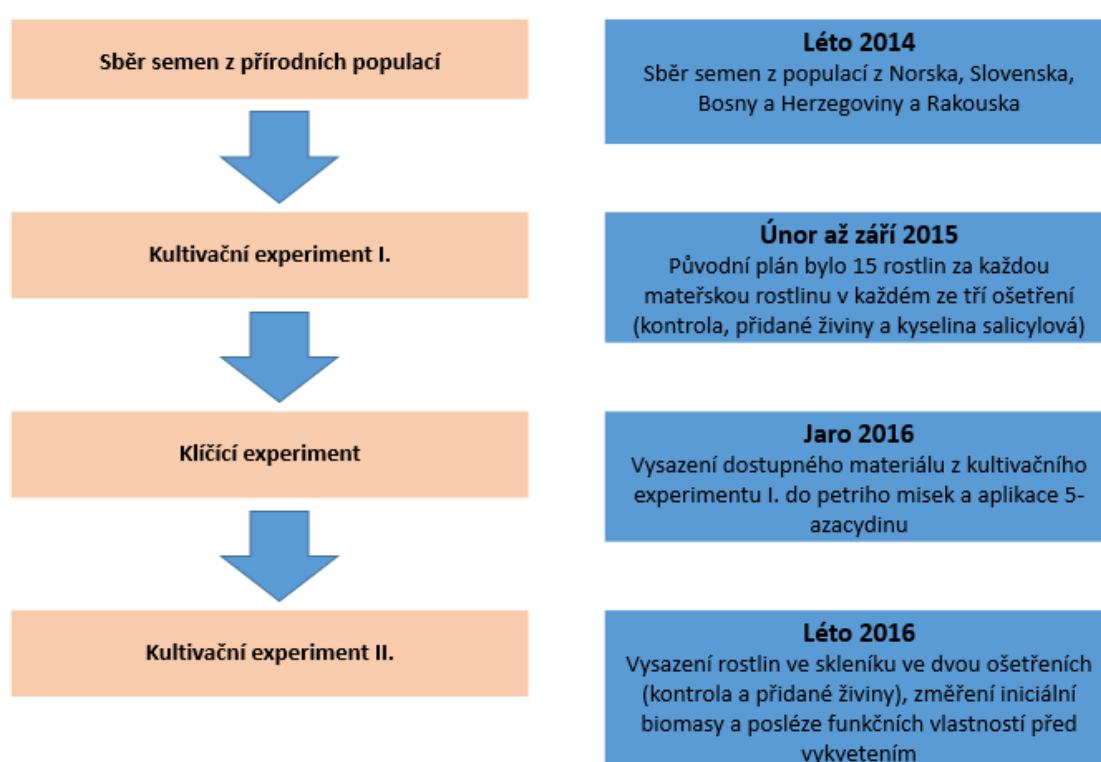 Sběr semen z přírodních populací
Léto 2014
Sběr semen z populací z Norska, Slovenska,
Bosny a Herzegoviny a Rakouska
Kultivační experiment I.
Únor až září 2015
Původní plán bylo 15 rostlin za každou
mateřskou rostlinu v každém ze tří ošetření
(kontrola, přidané živiny a kyselina salicylová)
Klíčící experiment
Jaro 2016
Vysazení dostupného materiálu z kultivačního
experimentu I. do petriho misek a aplikace 5-
azacydinu
Kultivační experiment II.
Léto 2016
Vysazení rostlin ve skleníku ve dvou ošetřeních
(kontrola a přidané živiny), změření iniciální
biomasy a posléze funkčních vlastností před
vykvetením